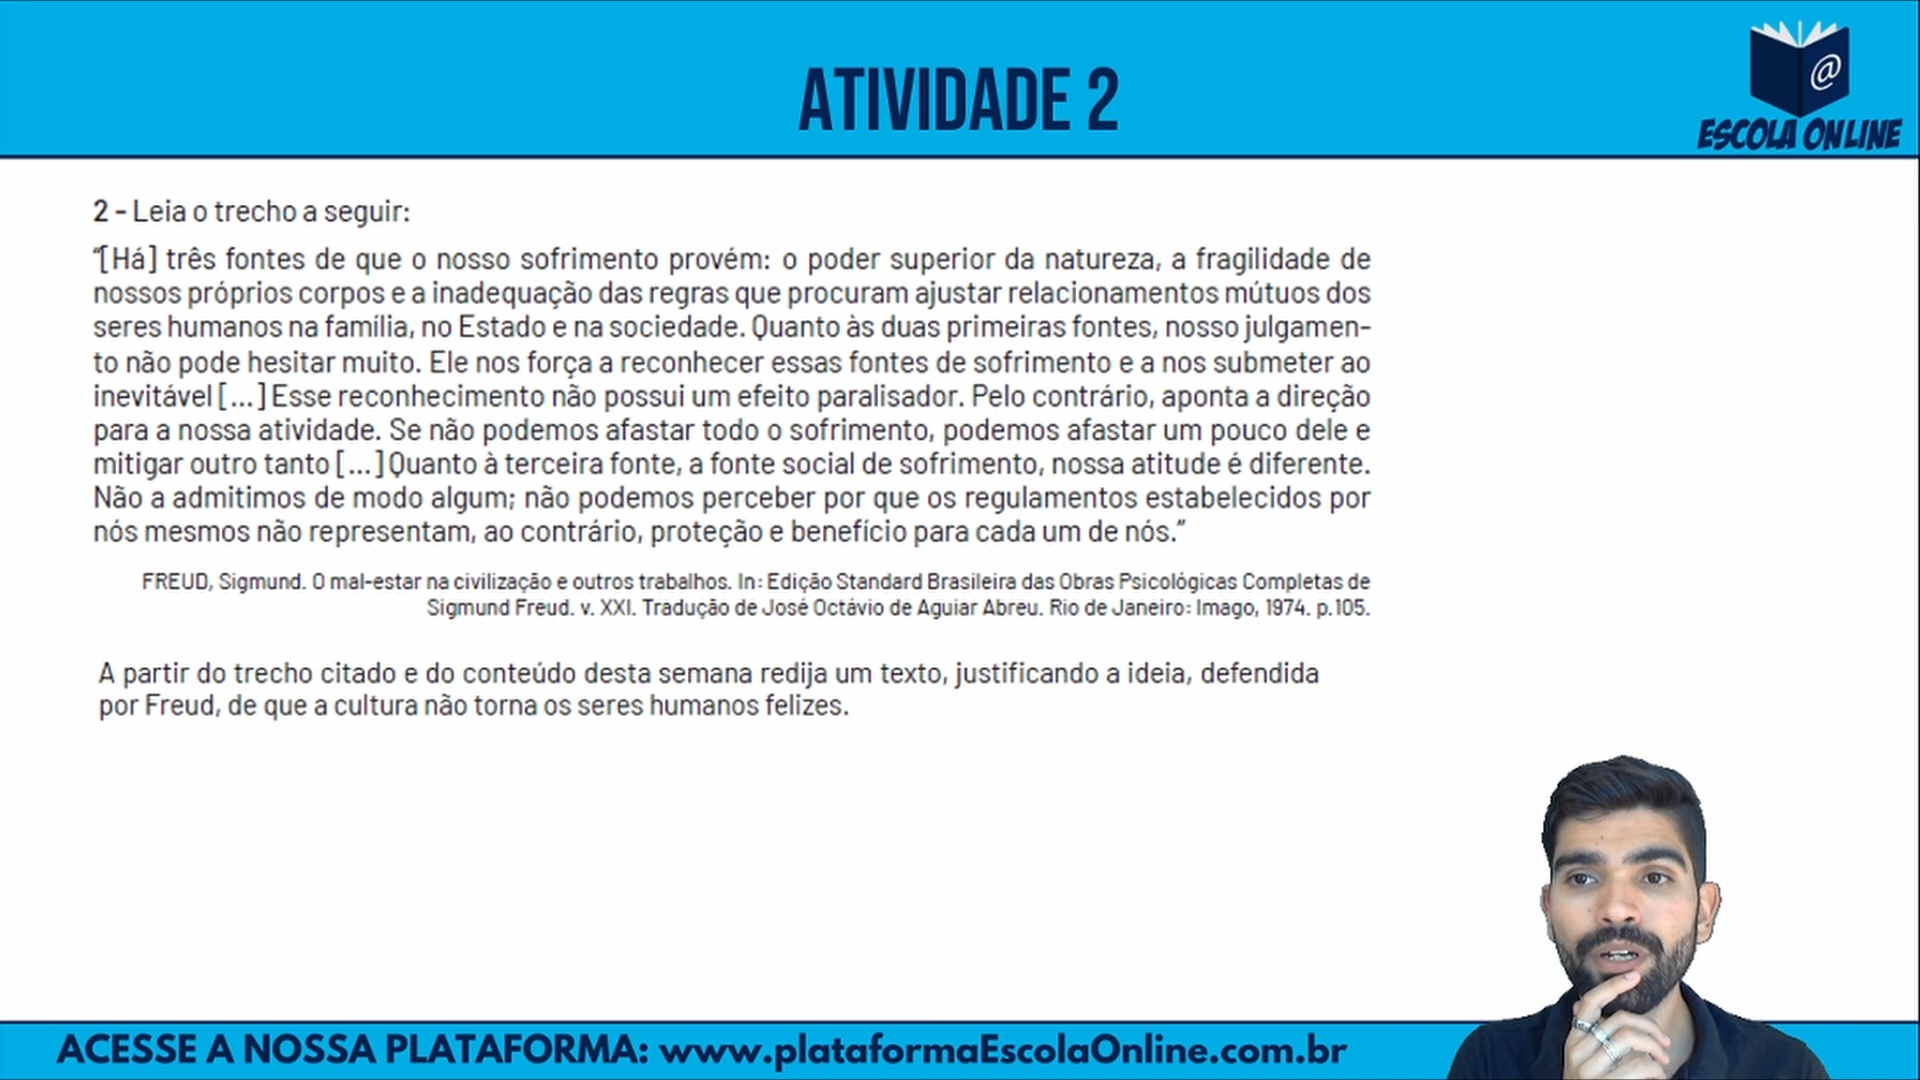 ATIVIDADE 2
@
ESCOLA ONLINE
2 - Leia o trecho a seguir:
“[Há] três fontes de que o nosso sofrimento provém: o poder superior da natureza, a fragilidade de
nossos próprios corpos e a inadequação das regras que procuram ajustar relacionamentos mútuos dos
seres humanos na família, no Estado e na sociedade. Quanto às duas primeiras fontes, nosso julgamen-
to não pode hesitar muito. Ele nos força a reconhecer essas fontes de sofrimento e a nos submeter ao
inevitável [...] Esse reconhecimento não possui um efeito paralisador. Pelo contrário, aponta a direção
para a nossa atividade. Se não podemos afastar todo o sofrimento, podemos afastar um pouco dele e
mitigar outro tanto [...] Quanto à terceira fonte, a fonte social de sofrimento, nossa atitude é diferente.
Não a admitimos de modo algum; não podemos perceber por que os regulamentos estabelecidos por
nós mesmos não representam, ao contrário, proteção e benefício para cada um de nós.”
FREUD, Sigmund. O mal-estar na civilização e outros trabalhos. In: Edição Standard Brasileira das Obras Psicológicas Completas de
Sigmund Freud. v. XXI. Tradução de José Octávio de Aguiar Abreu. Rio de Janeiro: Imago, 1974. p.105.
A partir do trecho citado e do conteúdo desta semana redija um texto, justificando a ideia, defendida
por Freud, de que a cultura não torna os seres humanos felizes.
ACESSE A NOSSA PLATAFORMA: www.plataformaEscolaOnline.com.br